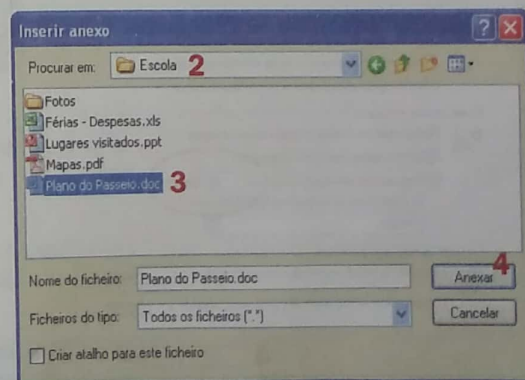 Inserir anexo
Procurar em: Escola 2
Fotos
Férias - Despesas.xls
Lugares visitados.ppt
Mapas.pdf
Plano do Passeio.doc 3
4
Nome do ficheiro: Plano do Passeio.doc Anexar
Ficheiros do tipo: Todos os ficheiros (*.*) Cancelar
Criar atalho para este ficheiro